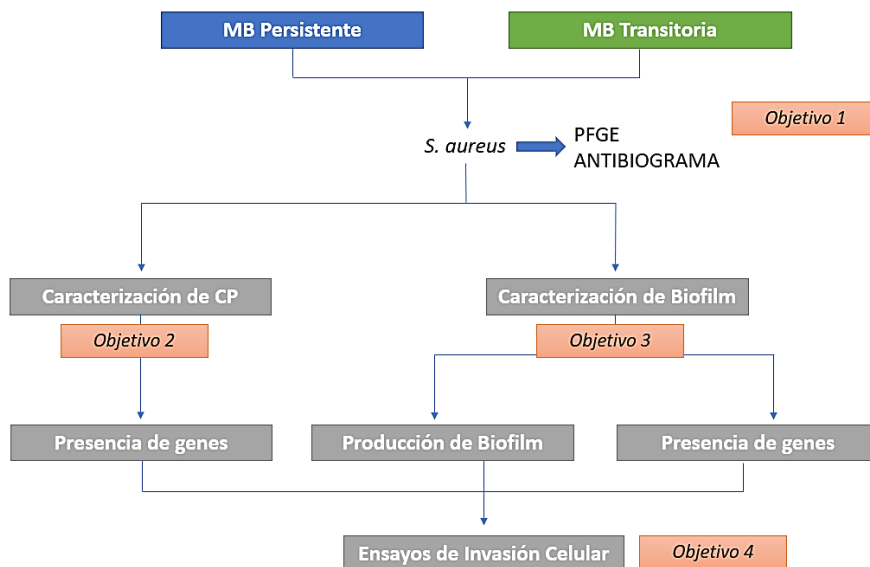 MB Persistente
MB Transitoria
Objetivo 1
S. aureus
PFGE
ANTIBIOGRAMA
Caracterización de CP
Caracterización de Biofilm
Objetivo 2
Objetivo 3
Presencia de genes
Producción de Biofilm
Presencia de genes
Ensayos de Invasión Celular
Objetivo 4